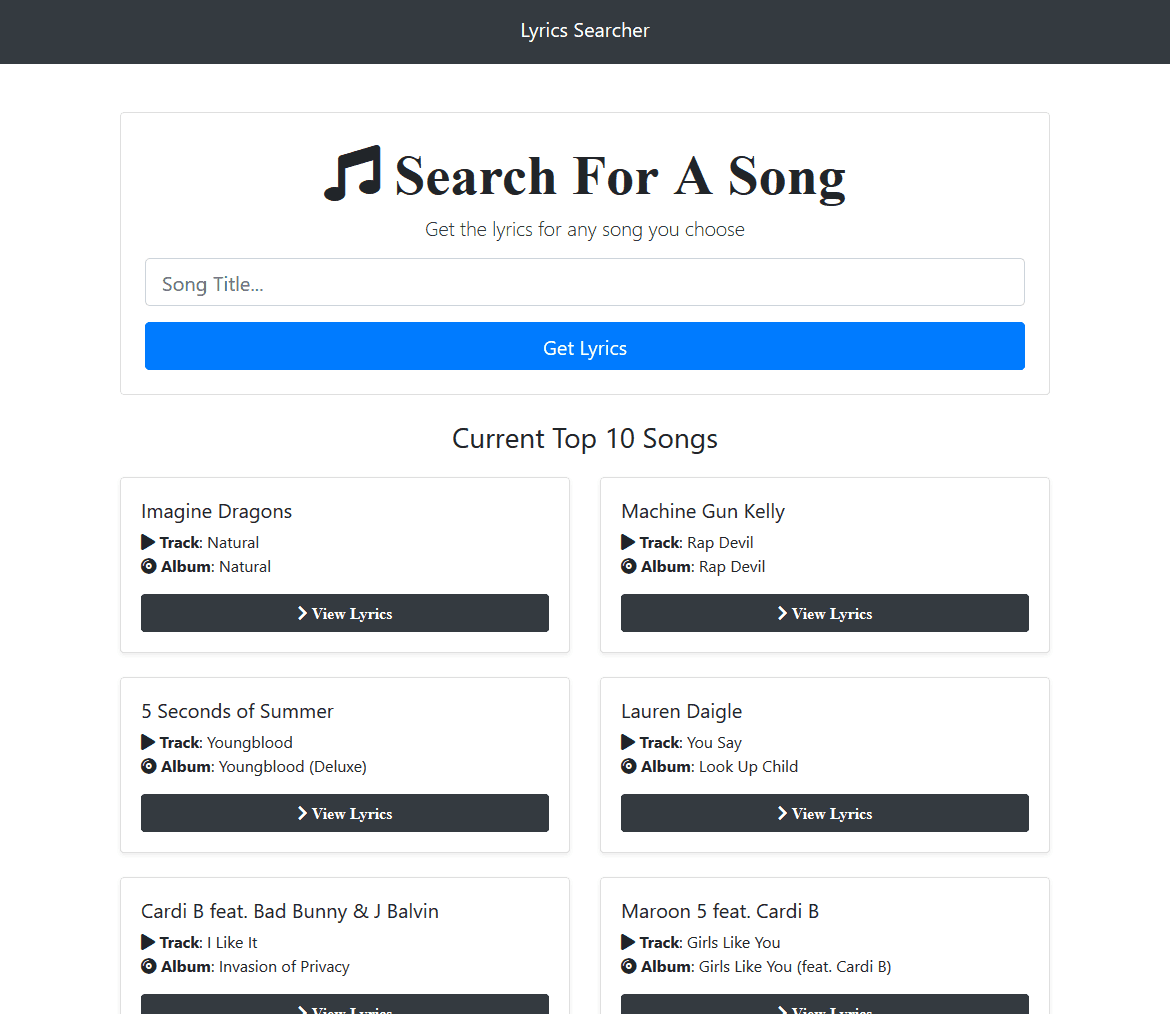 Lyrics Searcher
Search For A Song
Get the lyrics for any song you choose
Song Title...
Get Lyrics
Current Top 10 Songs
Imagine Dragons
Track: Natural
Album: Natural
View Lyrics
Machine Gun Kelly
Track: Rap Devil
Album: Rap Devil
View Lyrics
5 Seconds of Summer
Track: Youngblood
Album: Youngblood (Deluxe)
View Lyrics
Lauren Daigle
Track: You Say
Album: Look Up Child
View Lyrics
Cardi B feat. Bad Bunny & J Balvin
Track: I Like It
Album: Invasion of Privacy
View Lyrics
Maroon 5 feat. Cardi B
Track: Girls Like You
Album: Girls Like You (feat. Cardi B)
View Lyrics